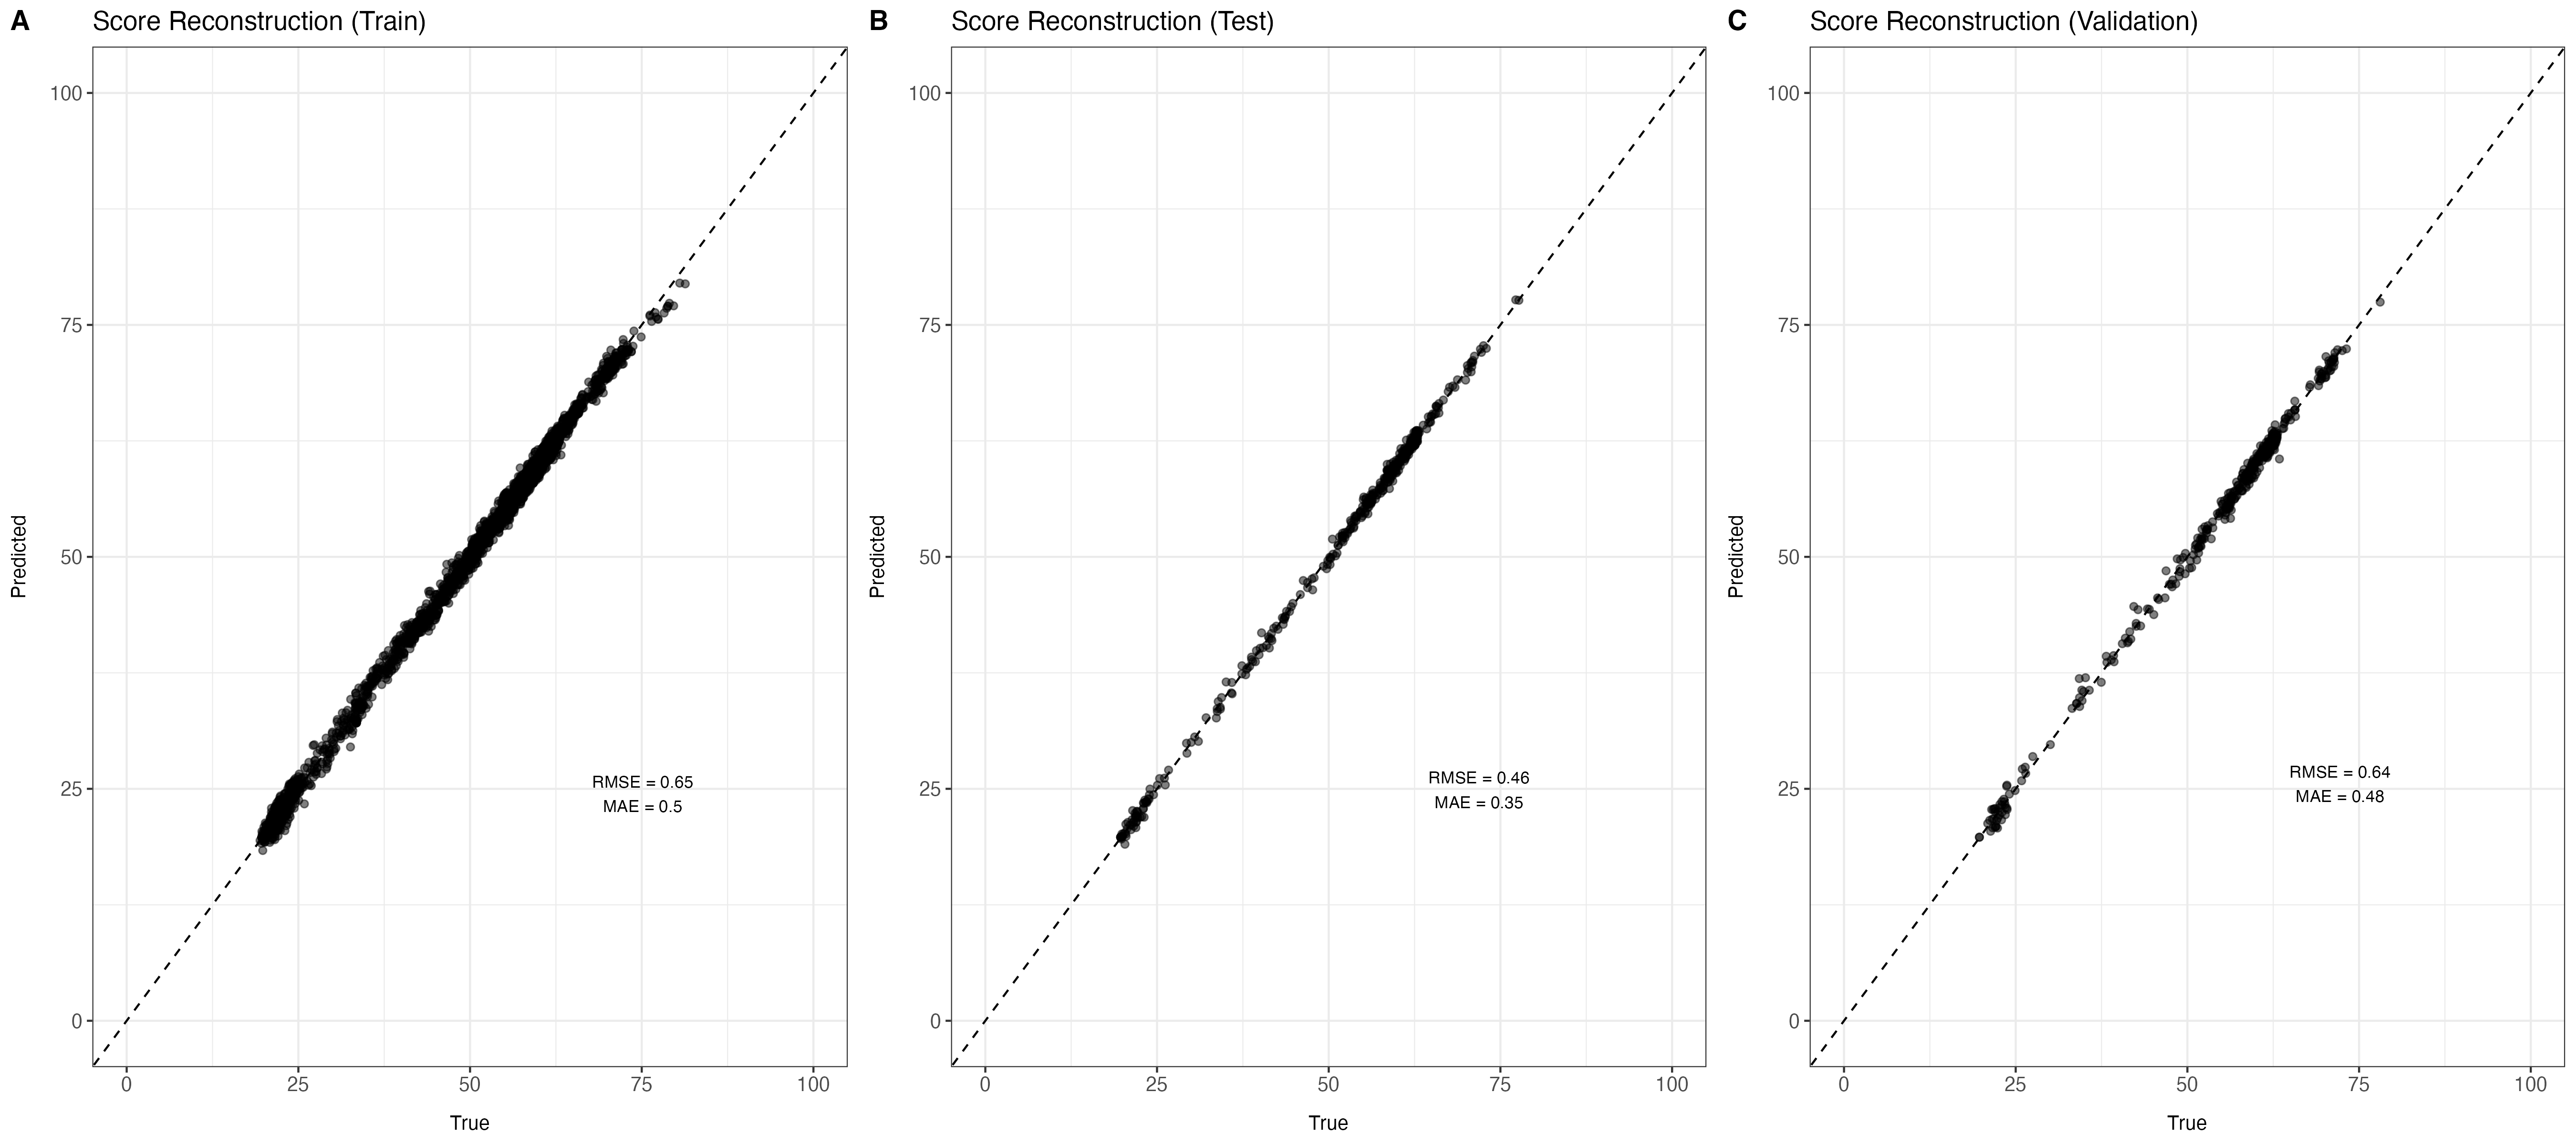 A
Score Reconstruction (Train)
100
75
50
25
0
Predicted
RMSE = 0.65
MAE = 0.5
0
25
50
75
100
True
B
Score Reconstruction (Test)
100
75
50
25
0
Predicted
RMSE = 0.46
MAE = 0.35
0
25
50
75
100
True
C
Score Reconstruction (Validation)
100
75
50
25
0
Predicted
RMSE = 0.64
MAE = 0.48
0
25
50
75
100
True